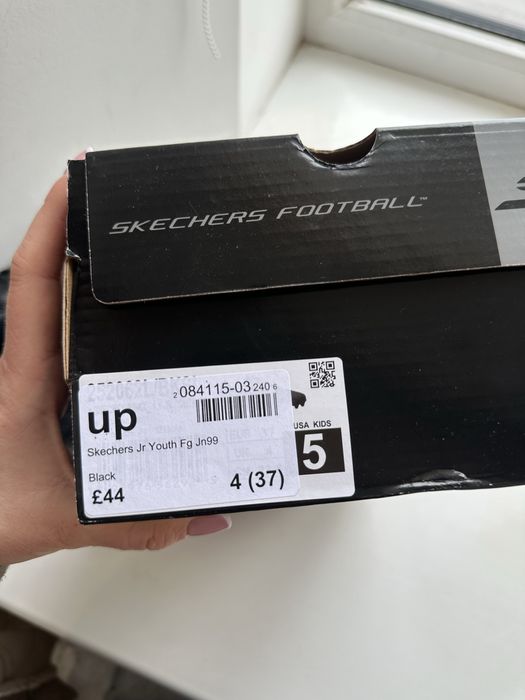 SKECHERS FOOTBALL™
2 084115-03 240 6
up
Skechers Jr Youth Fg Jn99
Black
£44
4 (37)
USA KIDS
5